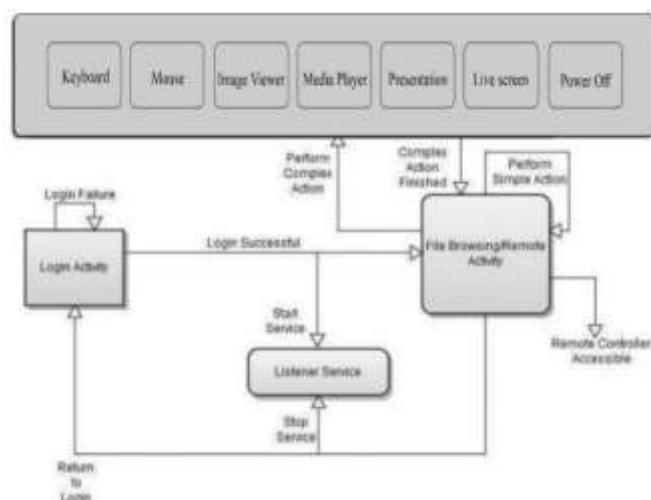 Keyboard
Mouse
Image Viewer
Media Player
Presentation
Live screen
Power Off
Perform
Complex
Action
Complex
Action
Finished
Perform
Simple Action
Login Failure
Login Activity
Login Successful
File Browsing/Remote
Activity
Start
Service
Remote Controller
Accessible
Listener Service
Stop
Service
Return
to
Login